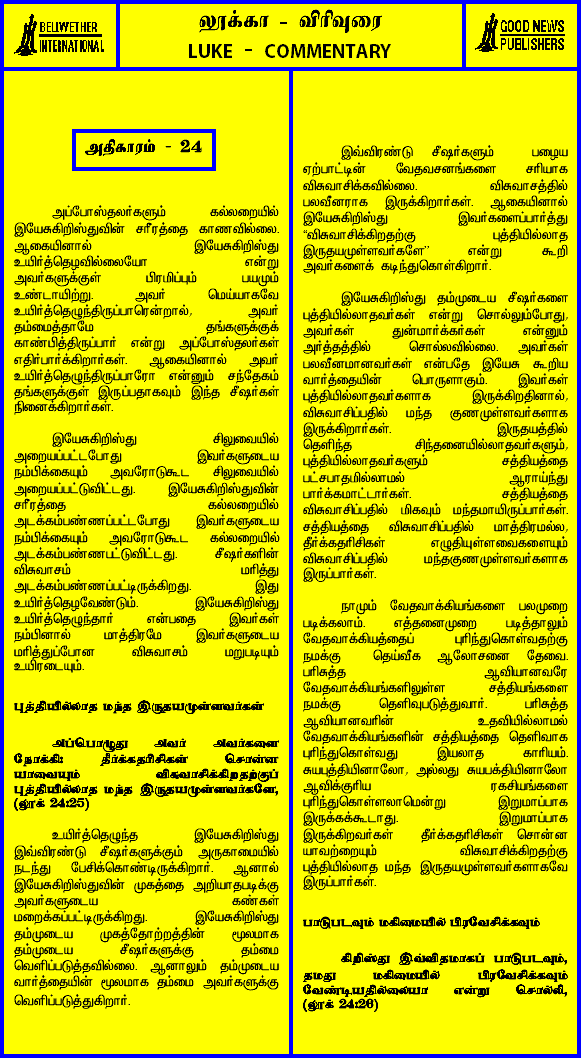 BELLWETHER
INTERNATIONAL
லூக்கா - விரிவுரை
LUKE - COMMENTARY
GOOD NEWS
PUBLISHERS
அதிகாரம் - 24
அப்போஸ்தலர்களும் கல்லறையில்
இயேசுகிறிஸ்துவின் சரீரத்தை காணவில்லை.
ஆகையினால் இயேசுகிறிஸ்து
உயிர்த்தெழவில்லையோ என்று
அவர்களுக்குள் பிரமிப்பும் பயமும்
உண்டாயிற்று. அவர் மெய்யாகவே
உயிர்த்தெழுந்திருப்பாரென்றால், அவர்
தம்மைத்தாமே தங்களுக்குக்
காண்பித்திருப்பார் என்று அப்போஸ்தலர்கள்
எதிர்பார்க்கிறார்கள். ஆகையினால் அவர்
உயிர்த்தெழுந்திருப்பாரோ என்னும் சந்தேகம்
தங்களுக்குள் இருப்பதாகவும் இந்த சீஷர்கள்
நினைக்கிறார்கள்.
இயேசுகிறிஸ்து சிலுவையில்
அறையப்பட்டபோது இவர்களுடைய
நம்பிக்கையும் அவரோடுகூட சிலுவையில்
அறையப்பட்டுவிட்டது. இயேசுகிறிஸ்துவின்
சரீரத்தை கல்லறையில்
அடக்கம்பண்ணப்பட்டபோது இவர்களுடைய
நம்பிக்கையும் அவரோடுகூட கல்லறையில்
அடக்கம்பண்ணபட்டுவிட்டது. சீஷர்களின்
விசுவாசம் மரித்து
அடக்கம்பண்ணப்பட்டிருக்கிறது. இது
உயிர்த்தெழவேண்டும். இயேசுகிறிஸ்து
உயிர்த்தெழுந்தார் என்பதை இவர்கள்
நம்பினால் மாத்திரமே இவர்களுடைய
மரித்துப்போன விசுவாசம் மறுபடியும்
உயிரடையும்.
புத்தியில்லாத மந்த இருதயமுள்ளவர்கள்
அப்பொழுது அவர் அவர்களை
நோக்கி: தீர்க்கதரிசிகள் சொன்ன
யாவையும் விசுவாசிக்கிறதற்குப்
புத்தியில்லாத மந்த இருதயமுள்ளவர்களே,
(லூக் 24:25)
உயிர்த்தெழுந்த இயேசுகிறிஸ்து
இவ்விரண்டு சீஷர்களுக்கும் அருகாமையில்
நடந்து பேசிக்கொண்டிருக்கிறார். ஆனால்
இயேசுகிறிஸ்துவின் முகத்தை அறியாதபடிக்கு
அவர்களுடைய கண்கள்
மறைக்கப்பட்டிருக்கிறது. இயேசுகிறிஸ்து
தம்முடைய முகத்தோற்றத்தின் மூலமாக
தம்முடைய சீஷர்களுக்கு தம்மை
வெளிப்படுத்தவில்லை. ஆனாலும் தம்முடைய
வார்த்தையின் மூலமாக தம்மை அவர்களுக்கு
வெளிப்படுத்துகிறார்.
இவ்விரண்டு சீஷர்களும் பழைய
ஏற்பாட்டின் வேதவசனங்களை சரியாக
விசுவாசிக்கவில்லை. விசுவாசத்தில்
பலவீனராக இருக்கிறார்கள். ஆகையினால்
இயேசுகிறிஸ்து இவர்களைப்பார்த்து
“விசுவாசிக்கிறதற்கு புத்தியில்லாத
இருதயமுள்ளவர்களே” என்று கூறி
அவர்களைக் கடிந்துகொள்கிறார்.
இயேசுகிறிஸ்து தம்முடைய சீஷர்களை
புத்தியில்லாதவர்கள் என்று சொல்லும்போது,
அவர்கள் துன்மார்க்கர்கள் என்னும்
அர்த்தத்தில் சொல்லவில்லை. அவர்கள்
பலவீனமானவர்கள் என்பதே இயேசு கூறிய
வார்த்தையின் பொருளாகும். இவர்கள்
புத்தியில்லாதவர்களாக இருக்கிறதினால்,
விசுவாசிப்பதில் மந்த குணமுள்ளவர்களாக
இருக்கிறார்கள். இருதயத்தில்
தெளிந்த சிந்தனையில்லாதவர்களும்,
புத்தியில்லாதவர்களும் சத்தியத்தை
பட்சபாதமில்லாமல் ஆராய்ந்து
பார்க்கமாட்டார்கள். சத்தியத்தை
விசுவாசிப்பதில் மிகவும் மந்தமாயிருப்பார்கள்.
சத்தியத்தை விசுவாசிப்பதில் மாத்திரமல்ல,
தீர்க்கதரிசிகள் எழுதியுள்ளவைகளையும்
விசுவாசிப்பதில் மந்தகுணமுள்ளவர்களாக
இருப்பார்கள்.
நாமும் வேதவாக்கியங்களை பலமுறை
படிக்கலாம். எத்தனைமுறை படித்தாலும்
வேதவாக்கியத்தைப் புரிந்துகொள்வதற்கு
நமக்கு தெய்வீக ஆலோசனை தேவை.
பரிசுத்த ஆவியானவரே
வேதவாக்கியங்களிலுள்ள சத்தியங்களை
நமக்கு தெளிவுபடுத்துவார். பரிசுத்த
ஆவியானவரின் உதவியில்லாமல்
வேதவாக்கியங்களின் சத்தியத்தை தெளிவாக
புரிந்துகொள்வது இயலாத காரியம்.
சுயபுத்தியினாலோ, அல்லது சுயபக்தியினாலோ
ஆவிக்குரிய ரகசியங்களை
புரிந்துகொள்ளலாமென்று இறுமாப்பாக
இருக்கக்கூடாது. இறுமாப்பாக
இருக்கிறவர்கள் தீர்க்கதரிசிகள் சொன்ன
யாவற்றையும் விசுவாசிக்கிறதற்கு
புத்தியில்லாத மந்த இருதயமுள்ளவர்களாகவே
இருப்பார்கள்.
பாடுபடவும் மகிமையில் பிரவேசிக்கவும்
கிறிஸ்து இவ்விதமாகப் பாடுபடவும்,
தமது மகிமையில் பிரவேசிக்கவும்
வேண்டியதில்லையா என்று சொல்லி,
(லூக் 24:26)